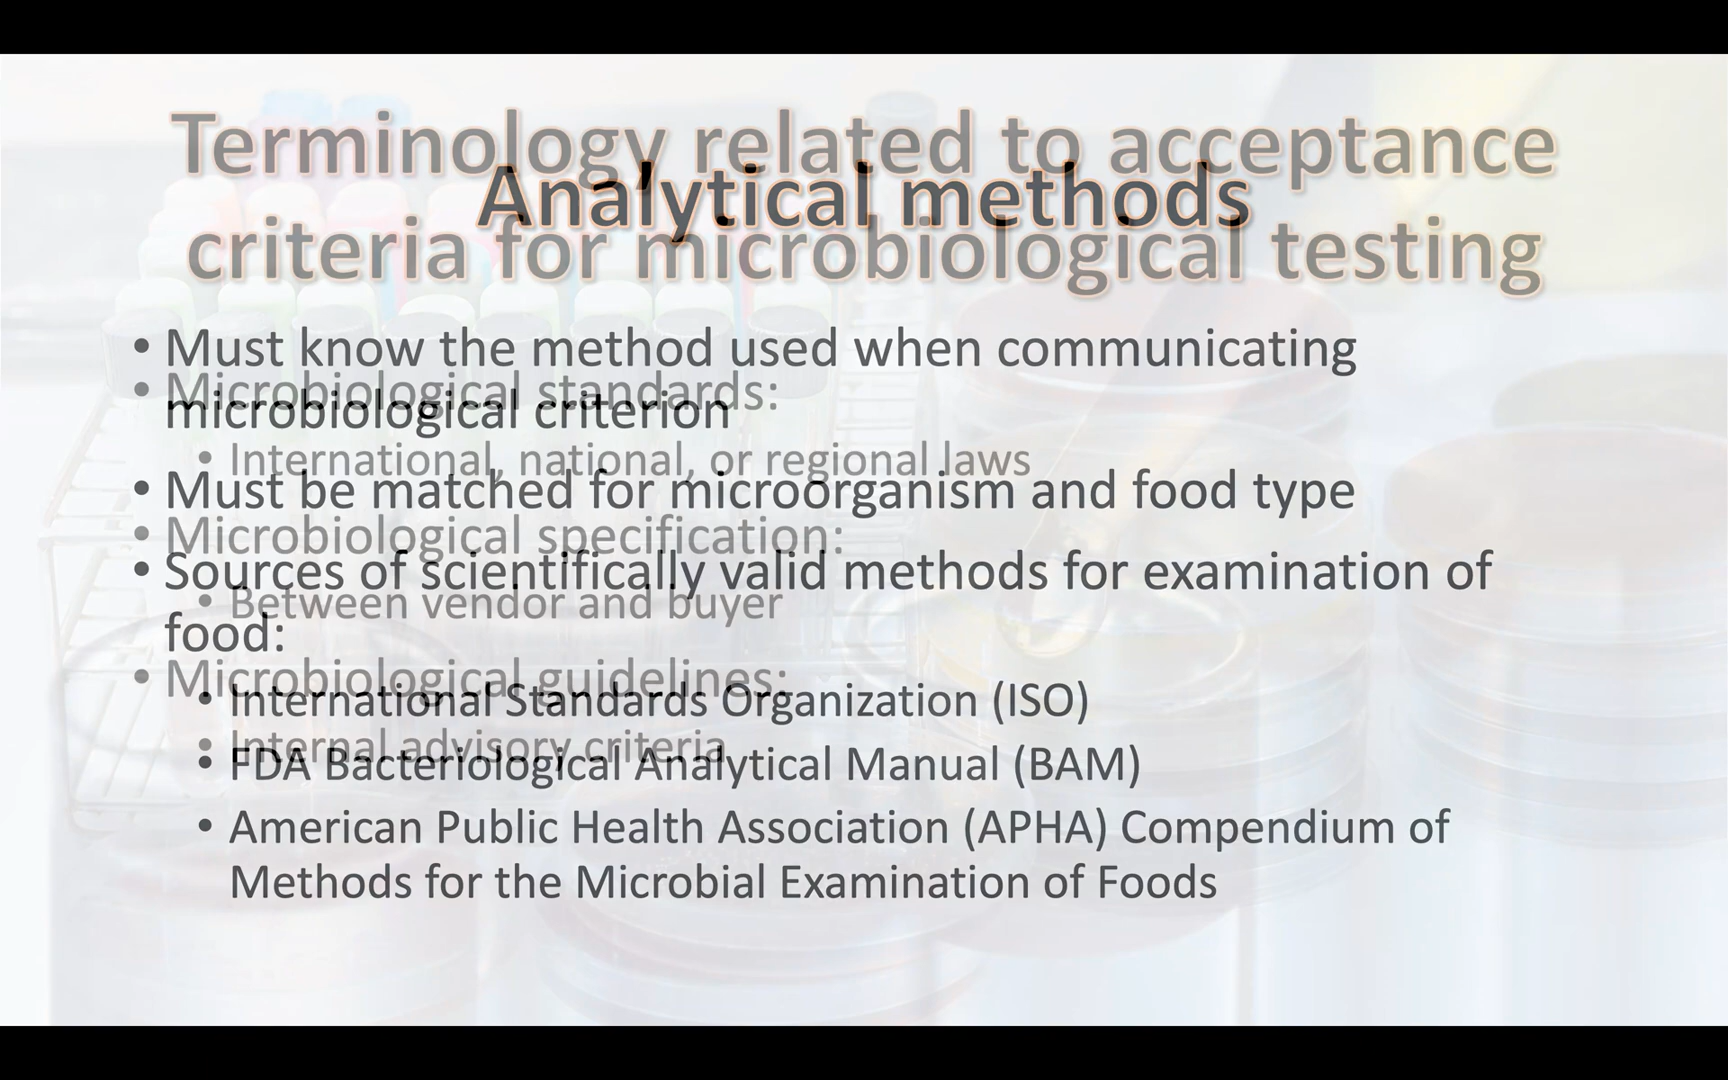 Terminology related to acceptance
criteria for microbiological testing
• Microbiological standards:
• International, national, or regional laws
• Microbiological specification:
• Between vendor and buyer
• Microbiological guidelines:
• Internal advisory criteria
Analytical methods
• Must know the method used when communicating
microbiological criterion
• Must be matched for microorganism and food type
• Sources of scientifically valid methods for examination of
food:
• International Standards Organization (ISO)
• FDA Bacteriological Analytical Manual (BAM)
• American Public Health Association (APHA) Compendium of
Methods for the Microbial Examination of Foods